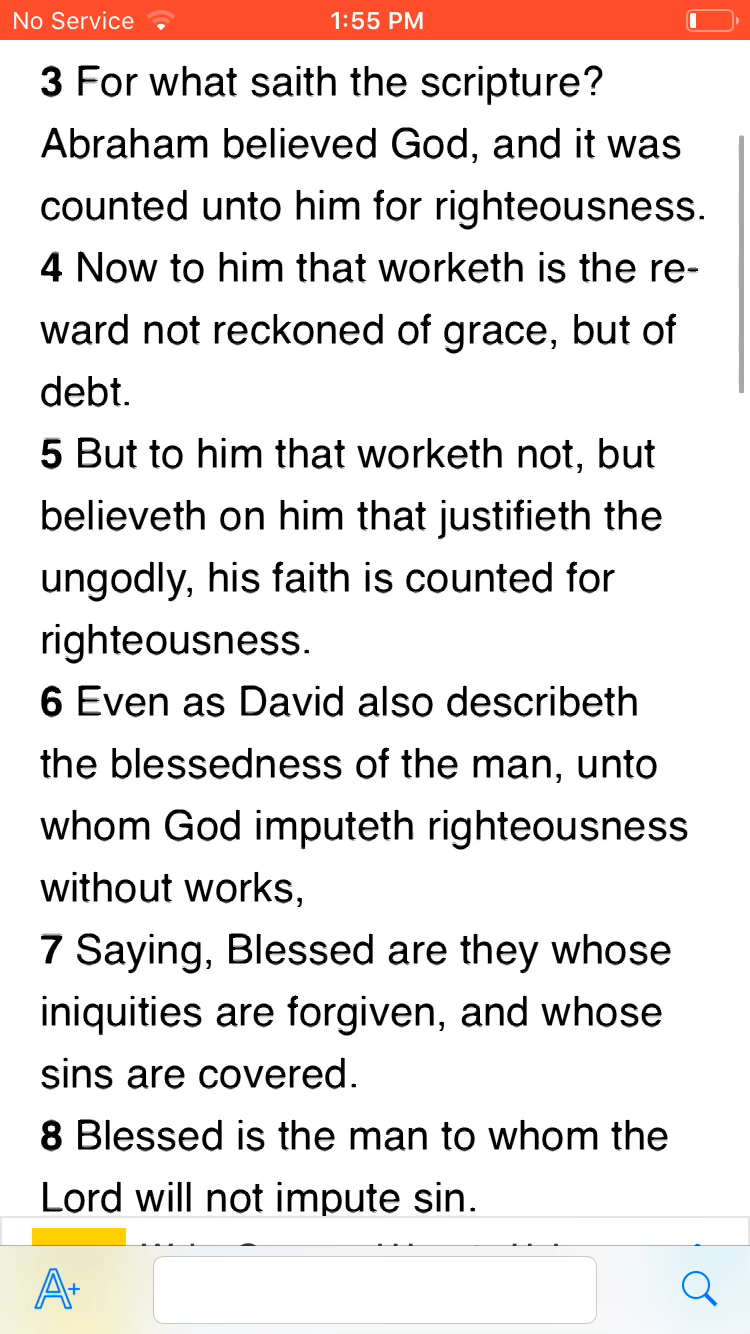 No Service 1:55 PM
3 For what saith the scripture?
Abraham believed God, and it was
counted unto him for righteousness.
4 Now to him that worketh is the re-
ward not reckoned of grace, but of
debt.
5 But to him that worketh not, but
believeth on him that justifieth the
ungodly, his faith is counted for
righteousness.
6 Even as David also describeth
the blessedness of the man, unto
whom God imputeth righteousness
without works,
7 Saying, Blessed are they whose
iniquities are forgiven, and whose
sins are covered.
8 Blessed is the man to whom the
Lord will not impute sin.
A+